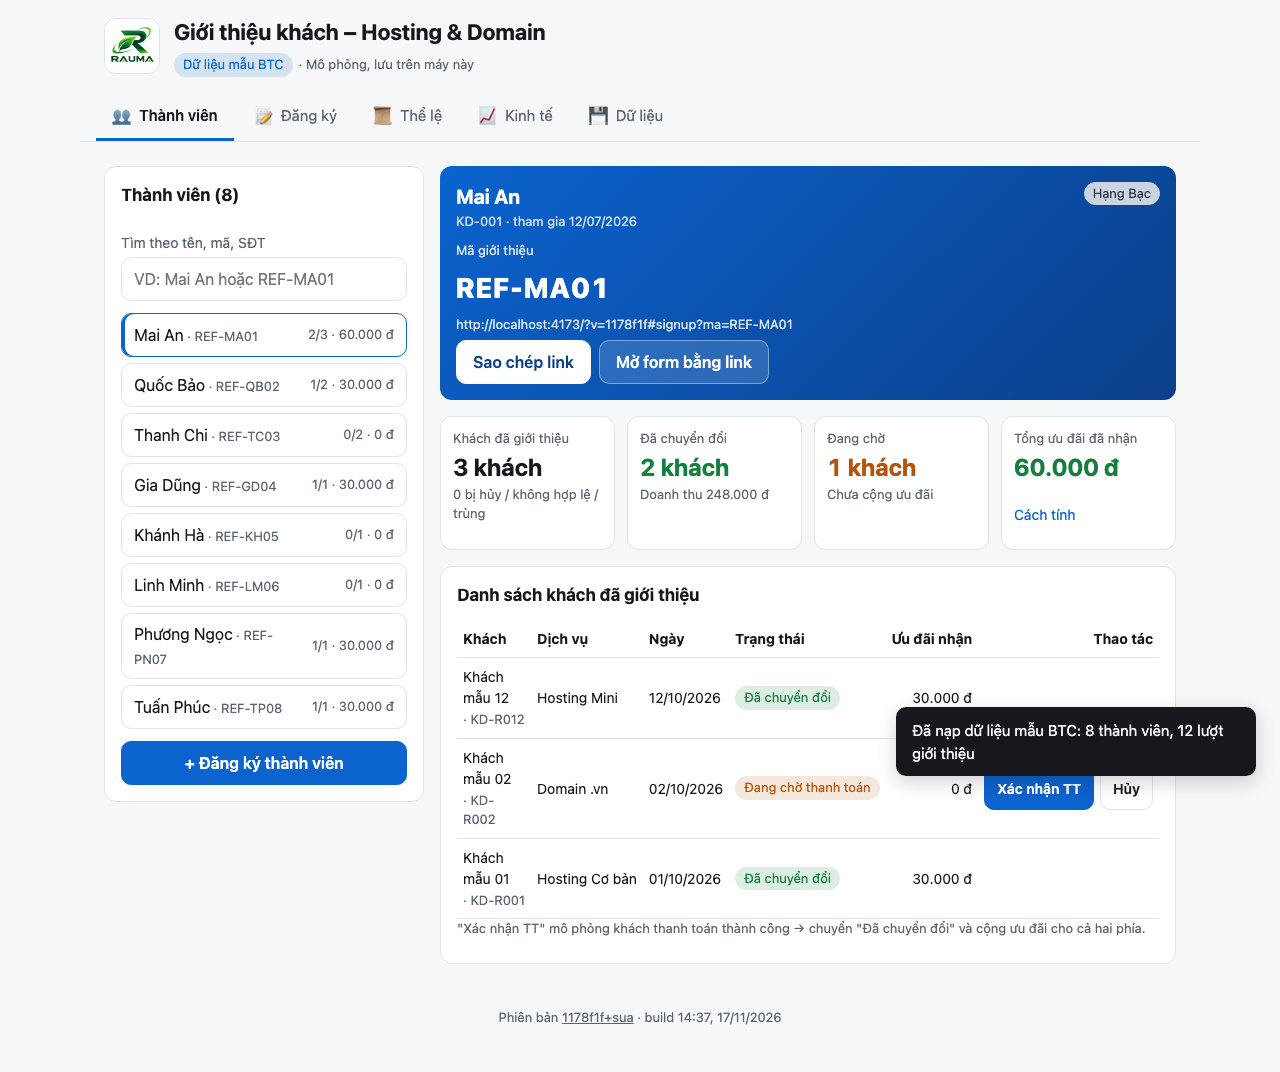 RAUMA
Giới thiệu khách – Hosting & Domain
Dữ liệu mẫu BTC · Mô phỏng, lưu trên máy này
Thành viên
Đăng ký
Thể lệ
Kinh tế
Dữ liệu
Thành viên (8)
Tìm theo tên, mã, SĐT
VD: Mai An hoặc REF-MA01
Mai An · REF-MA01 2/3 · 60.000 đ
Quốc Bảo · REF-QB02 1/2 · 30.000 đ
Thanh Chi · REF-TC03 0/2 · 0 đ
Gia Dũng · REF-GD04 1/1 · 30.000 đ
Khánh Hà · REF-KH05 0/1 · 0 đ
Linh Minh · REF-LM06 0/1 · 0 đ
Phương Ngọc · REF-
PN07 1/1 · 30.000 đ
Tuấn Phúc · REF-TP08 1/1 · 30.000 đ
+ Đăng ký thành viên
Mai An
Hạng Bạc
KD-001 · tham gia 12/07/2026
Mã giới thiệu
REF-MA01
http://localhost:4173/?v=1178f1f#signup?ma=REF-MA01
Sao chép link
Mở form bằng link
Khách đã giới thiệu
3 khách
0 bị hủy / không hợp lệ /
trùng
Đã chuyển đổi
2 khách
Doanh thu 248.000 đ
Đang chờ
1 khách
Chưa cộng ưu đãi
Tổng ưu đãi đã nhận
60.000 đ
Cách tính
Danh sách khách đã giới thiệu
Khách Dịch vụ Ngày Trạng thái Ưu đãi nhận Thao tác
Khách
mẫu 12
· KD-R012
Hosting Mini 12/10/2026 Đã chuyển đổi 30.000 đ
Đã nạp dữ liệu mẫu BTC: 8 thành viên, 12 lượt
giới thiệu
Khách
mẫu 02
· KD-
R002
Domain .vn 02/10/2026 Đang chờ thanh toán 0 đ Xác nhận TT Hủy
Khách
mẫu 01
· KD-R001
Hosting Cơ bản 01/10/2026 Đã chuyển đổi 30.000 đ
"Xác nhận TT" mô phỏng khách thanh toán thành công → chuyển "Đã chuyển đổi" và cộng ưu đãi cho cả hai phía.
Phiên bản 1178f1f+sua · build 14:37, 17/11/2026